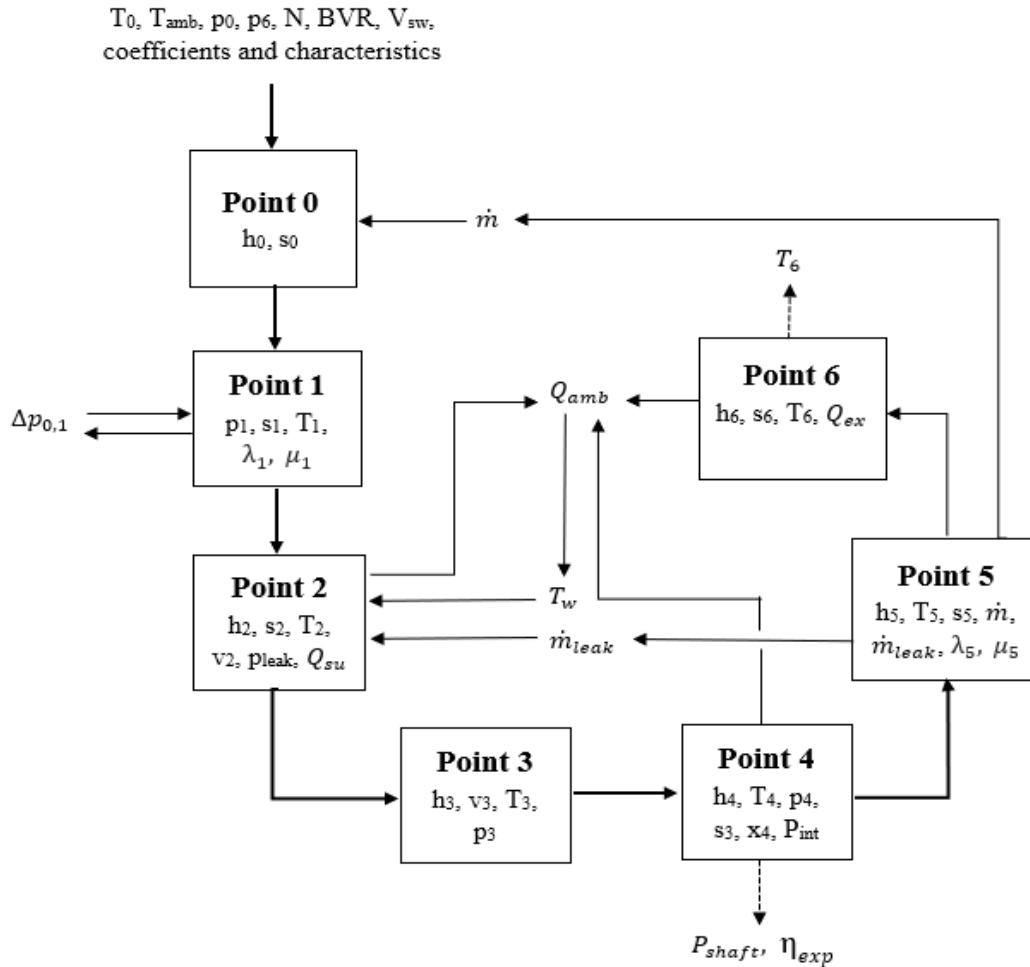 T₀, Tₐₘb, p₀, p₆, N, BVR, V_sw,
coefficients and characteristics
Point 0
h₀, s₀
ṁ
T₆
Point 1
p₁, s₁, T₁,
λ₁, μ₁
Δp₀,₁
Q_amb
Point 6
h₆, s₆, T₆, Q_ex
Point 2
h₂, s₂, T₂,
v₂, p_leak, Q_su
T_w
ṁ_leak
Point 5
h₅, T₅, s₅, ṁ,
ṁ_leak, λ₅, μ₅
Point 3
h₃, v₃, T₃,
p₃
Point 4
h₄, T₄, p₄,
s₃, x₄, P_int
P_shaft, η_exp